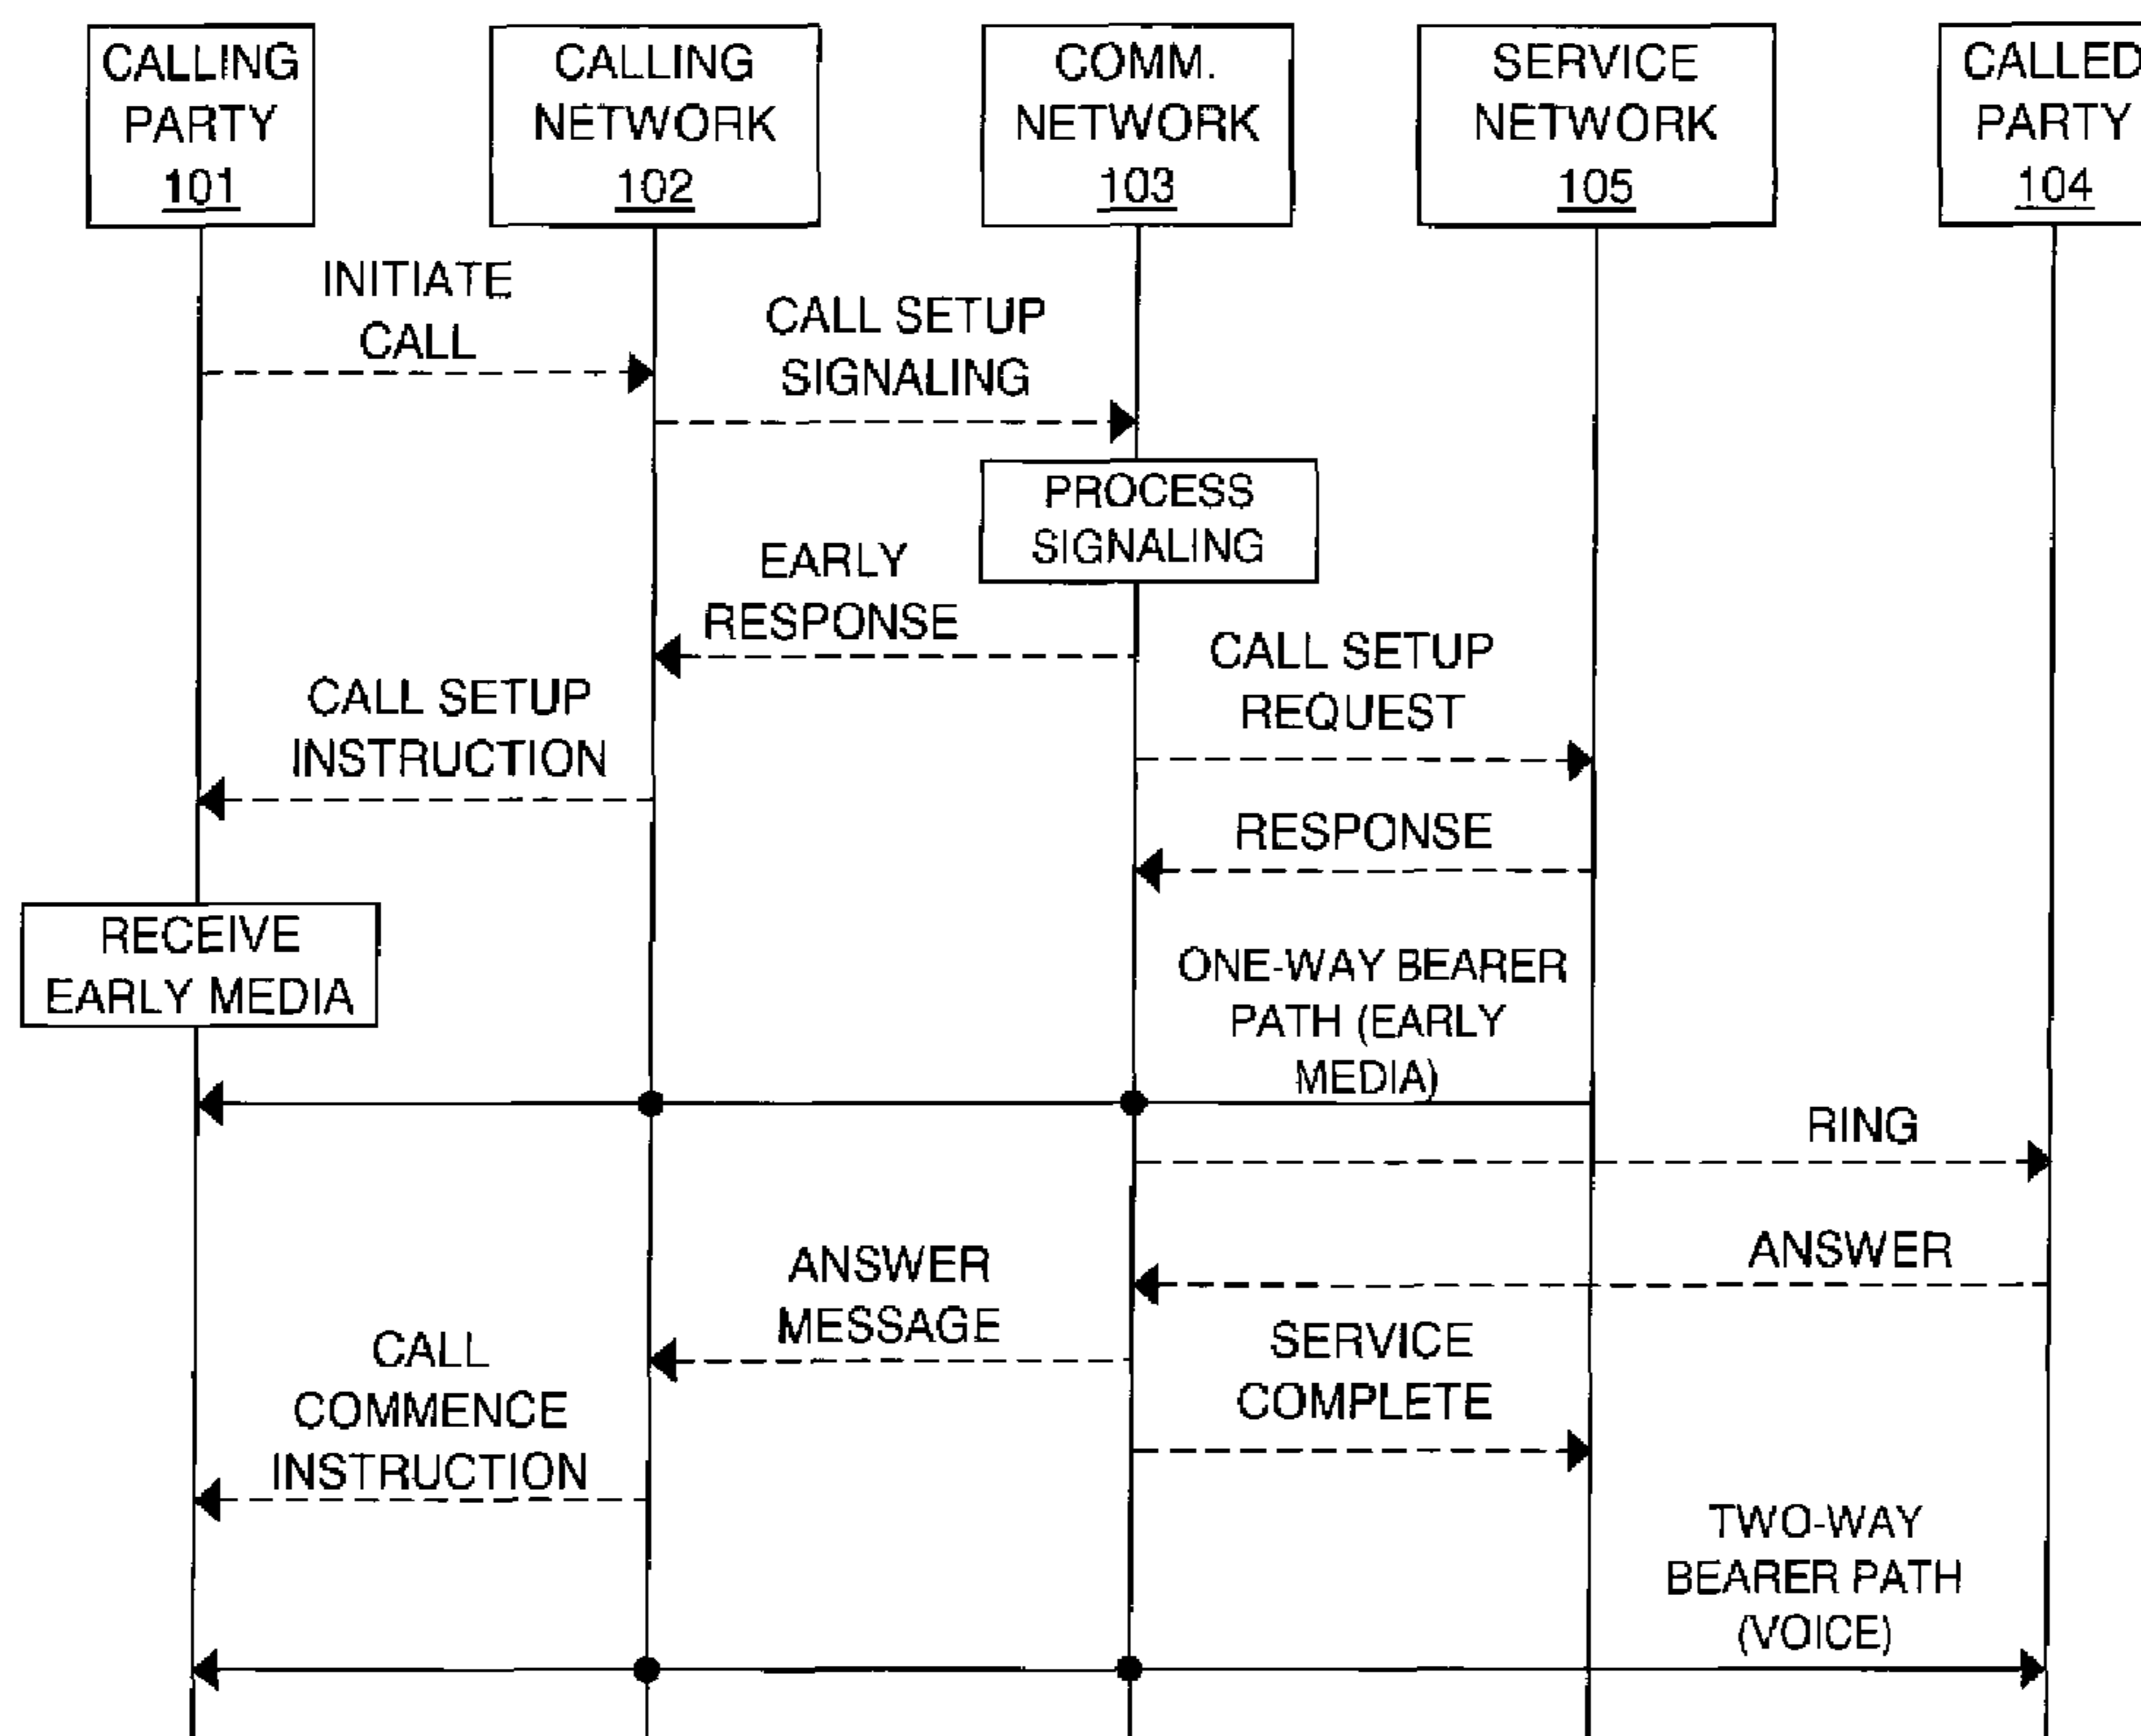 CALLING
PARTY
101
CALLING
NETWORK
102
COMM.
NETWORK
103
SERVICE
NETWORK
105
CALLED
PARTY
104
INITIATE
CALL
CALL SETUP
SIGNALING
PROCESS
SIGNALING
EARLY
RESPONSE
CALL SETUP
REQUEST
CALL SETUP
INSTRUCTION
RESPONSE
RECEIVE
EARLY MEDIA
ONE-WAY BEARER
PATH (EARLY
MEDIA)
RING
ANSWER
ANSWER
MESSAGE
SERVICE
COMPLETE
CALL
COMMENCE
INSTRUCTION
TWO-WAY
BEARER PATH
(VOICE)